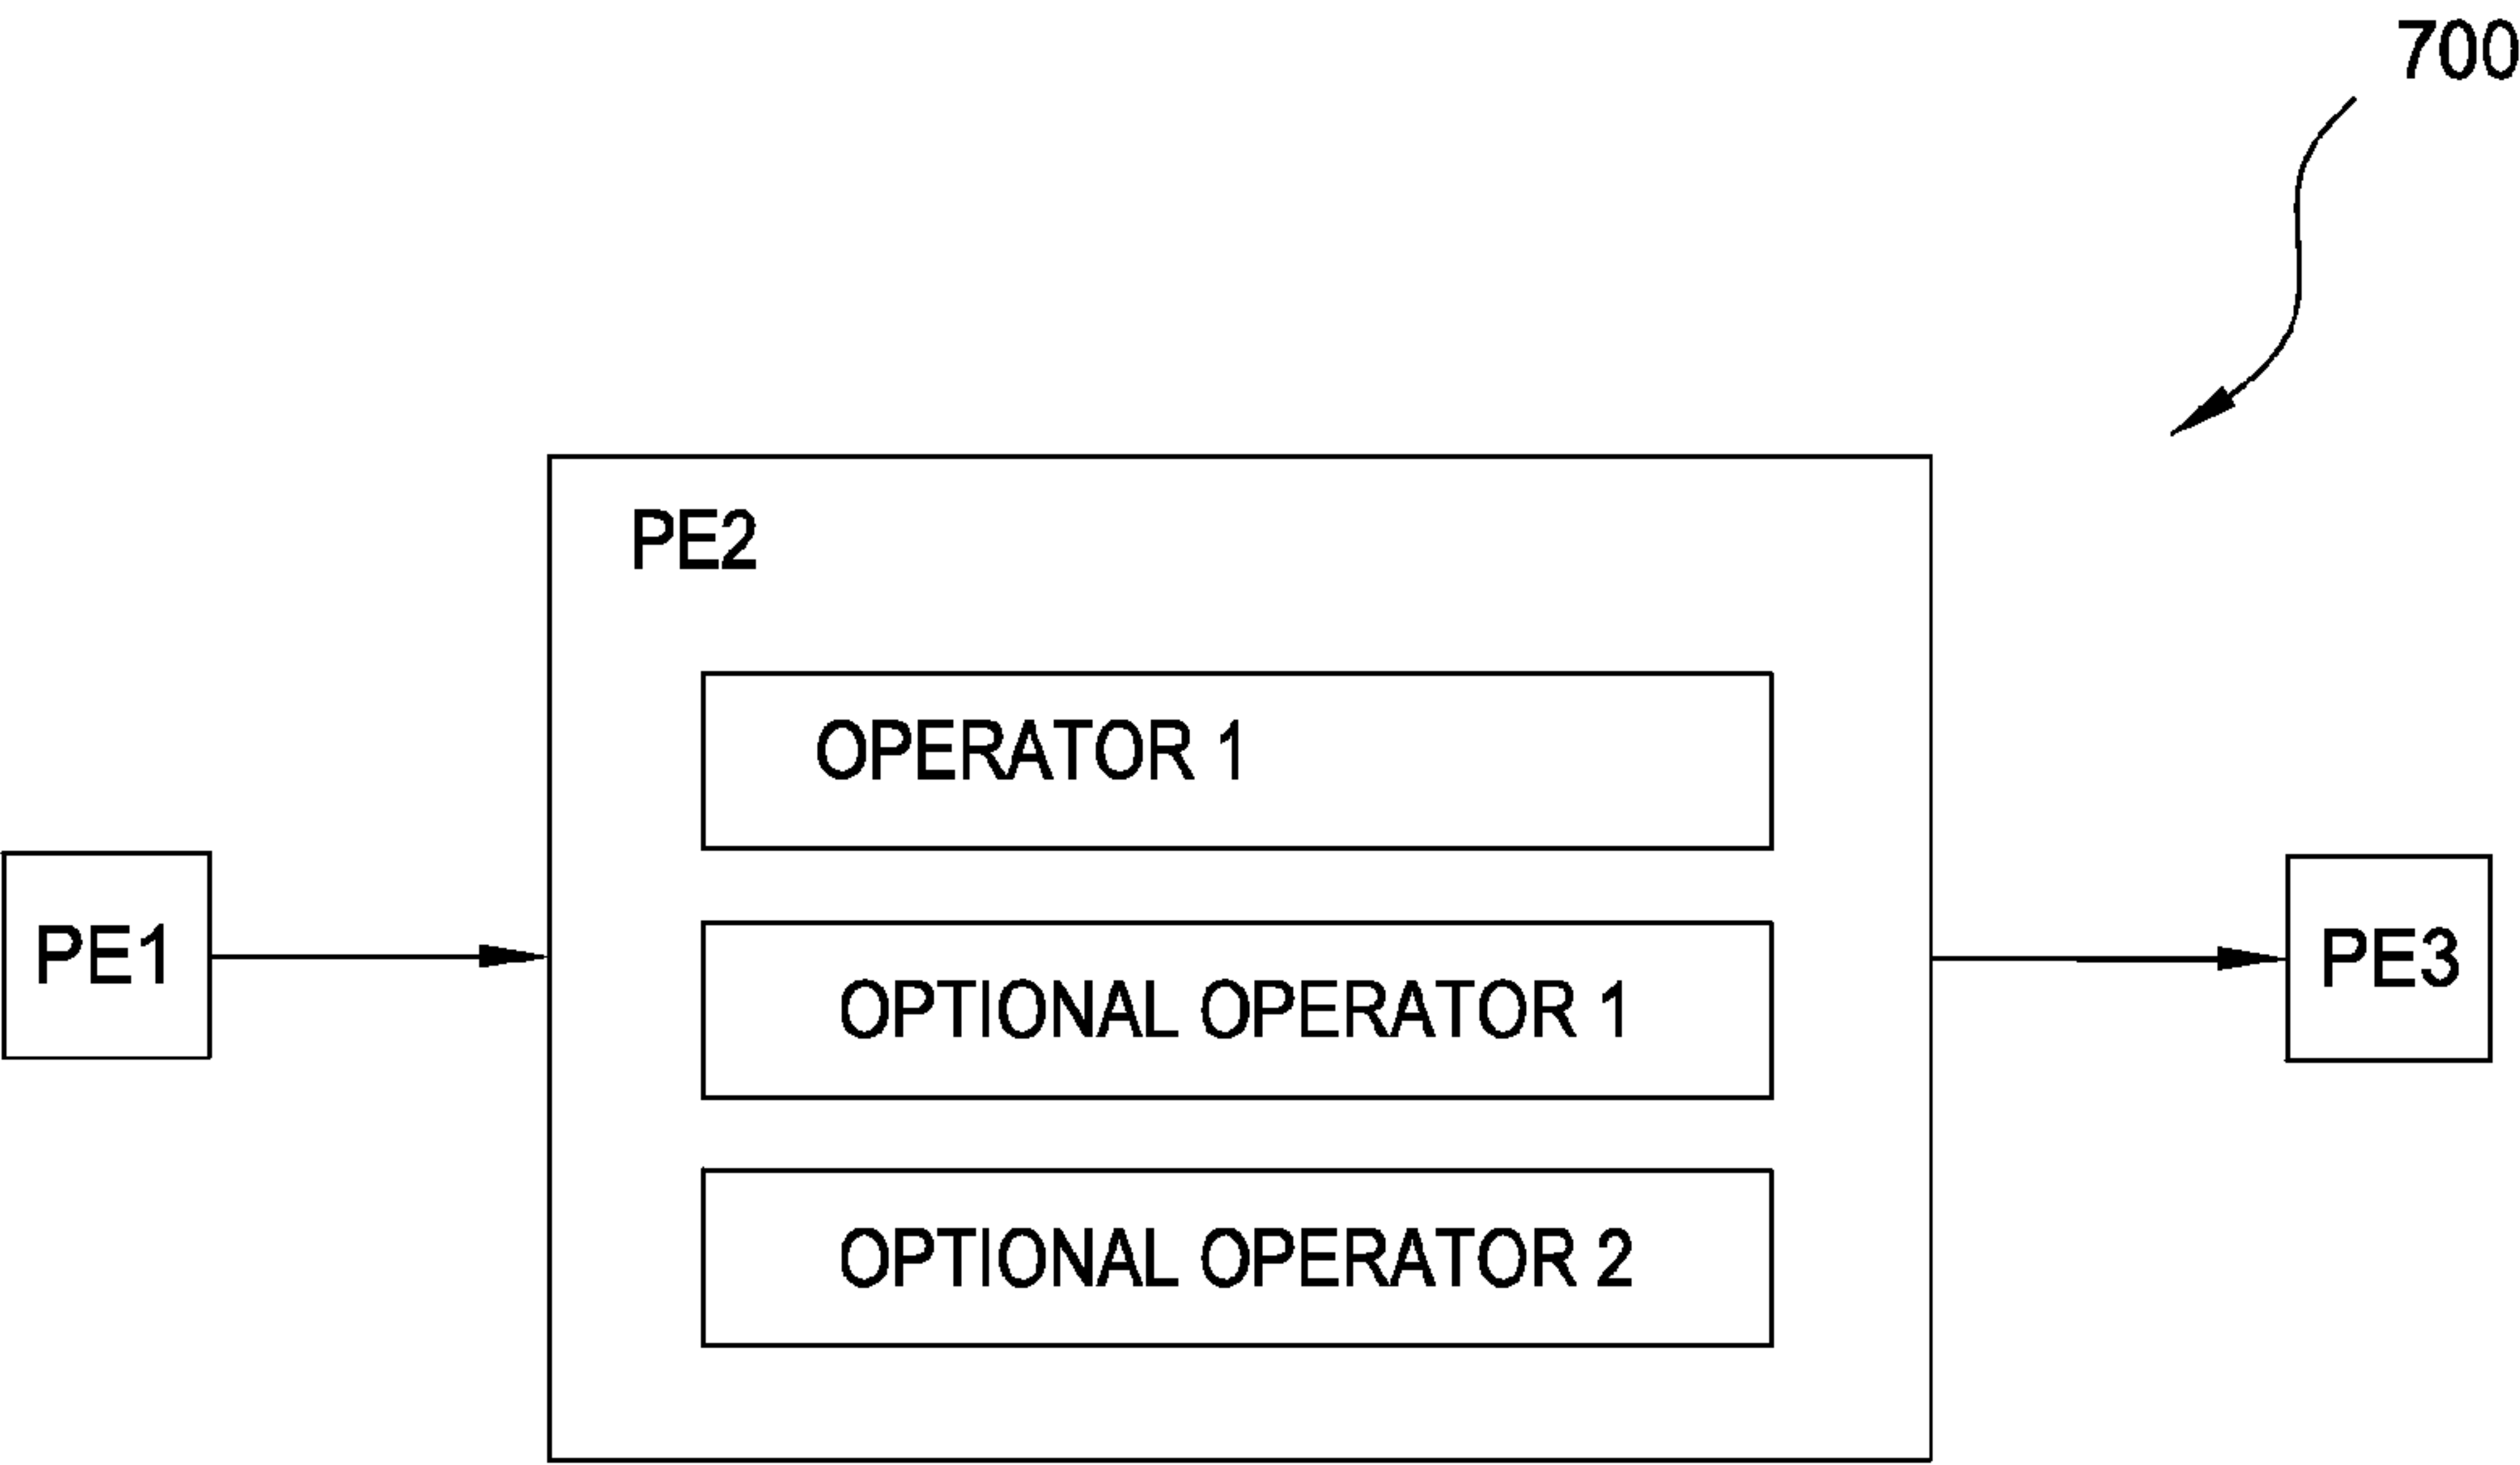 700
PE2
OPERATOR 1
PE1
OPTIONAL OPERATOR 1
PE3
OPTIONAL OPERATOR 2